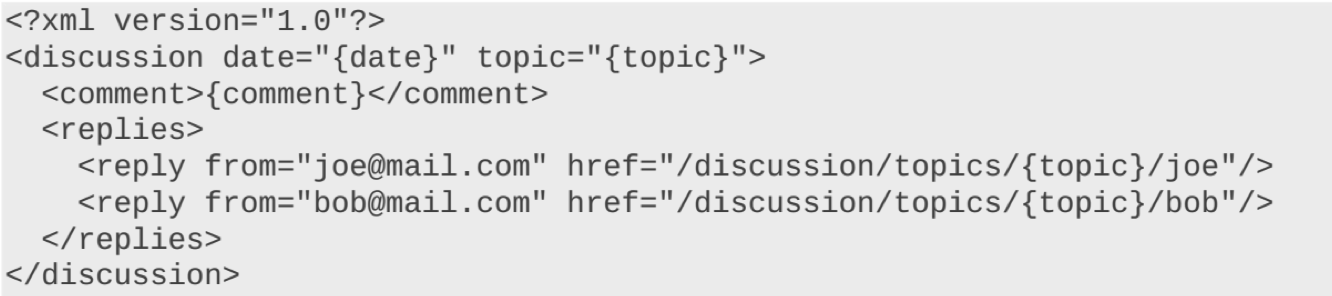 <?xml version="1.0"?>
<discussion date="{date}" topic="{topic}">
  <comment>{comment}</comment>
  <replies>
    <reply from="joe@mail.com" href="/discussion/topics/{topic}/joe"/>
    <reply from="bob@mail.com" href="/discussion/topics/{topic}/bob"/>
  </replies>
</discussion>